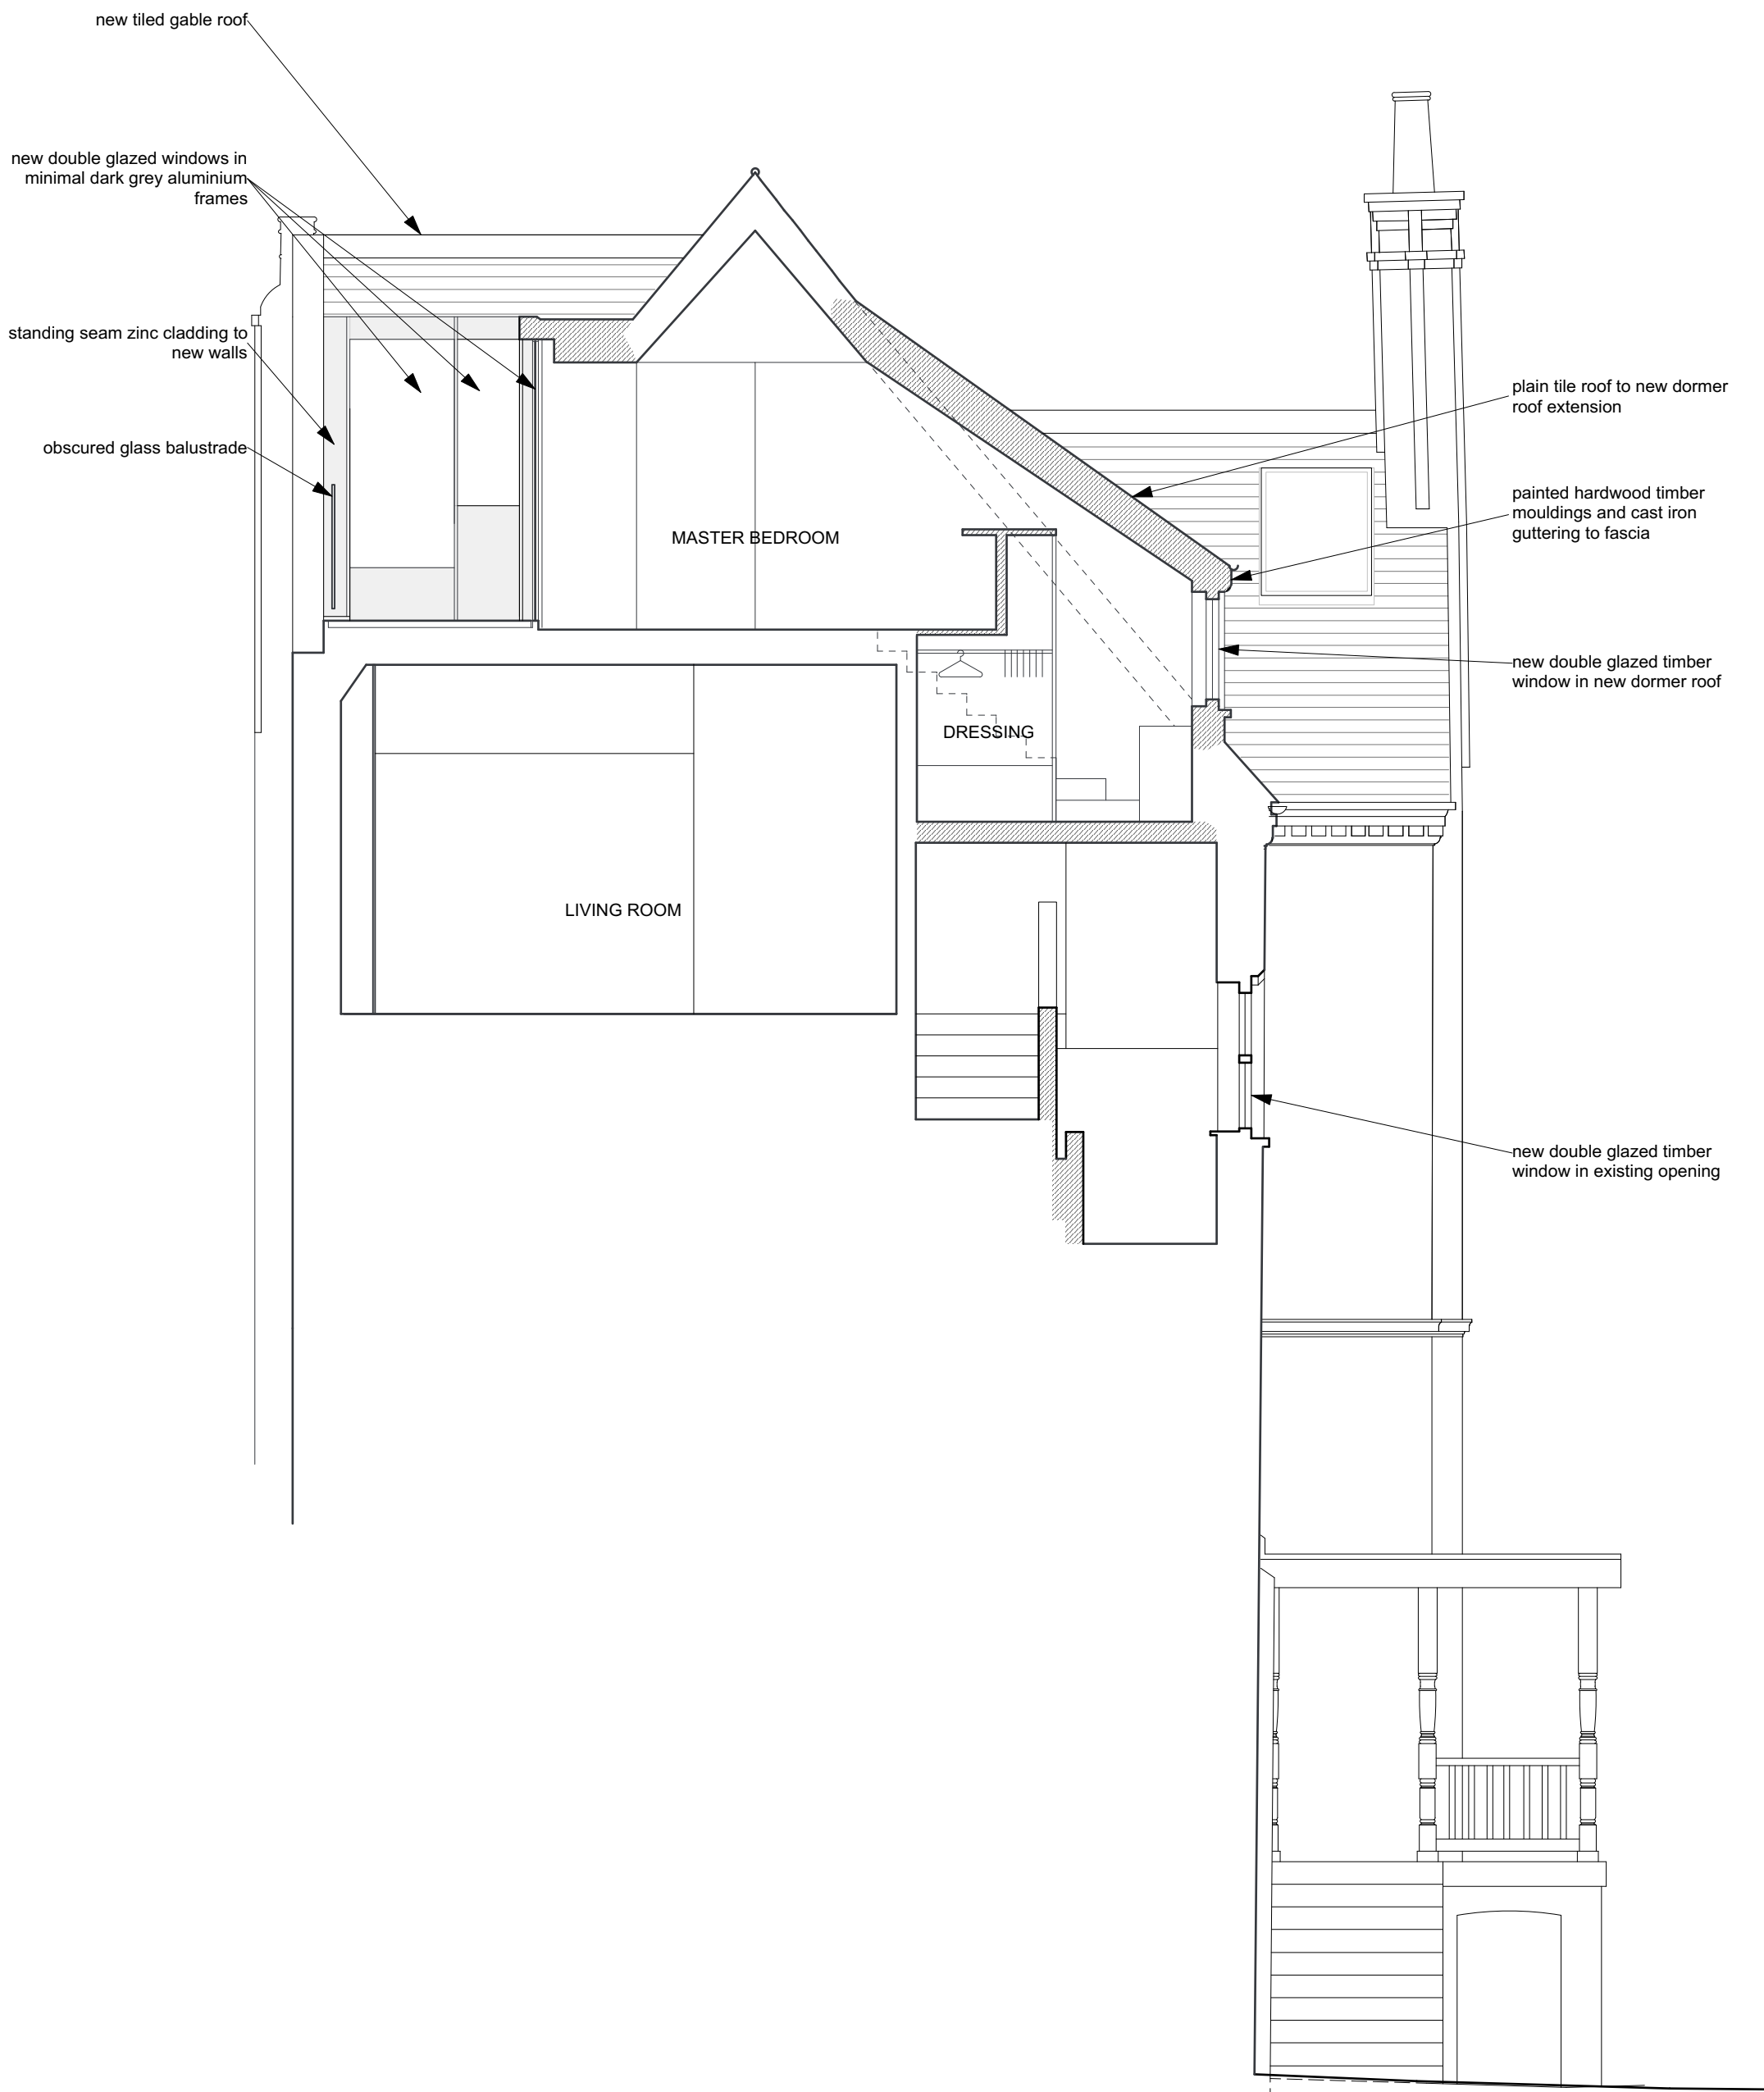 new tiled gable roof
new double glazed windows in
minimal dark grey aluminium
frames
standing seam zinc cladding to
new walls
obscured glass balustrade
plain tile roof to new dormer
roof extension
painted hardwood timber
mouldings and cast iron
guttering to fascia
MASTER BEDROOM
new double glazed timber
window in new dormer roof
DRESSING
LIVING ROOM
new double glazed timber
window in existing opening